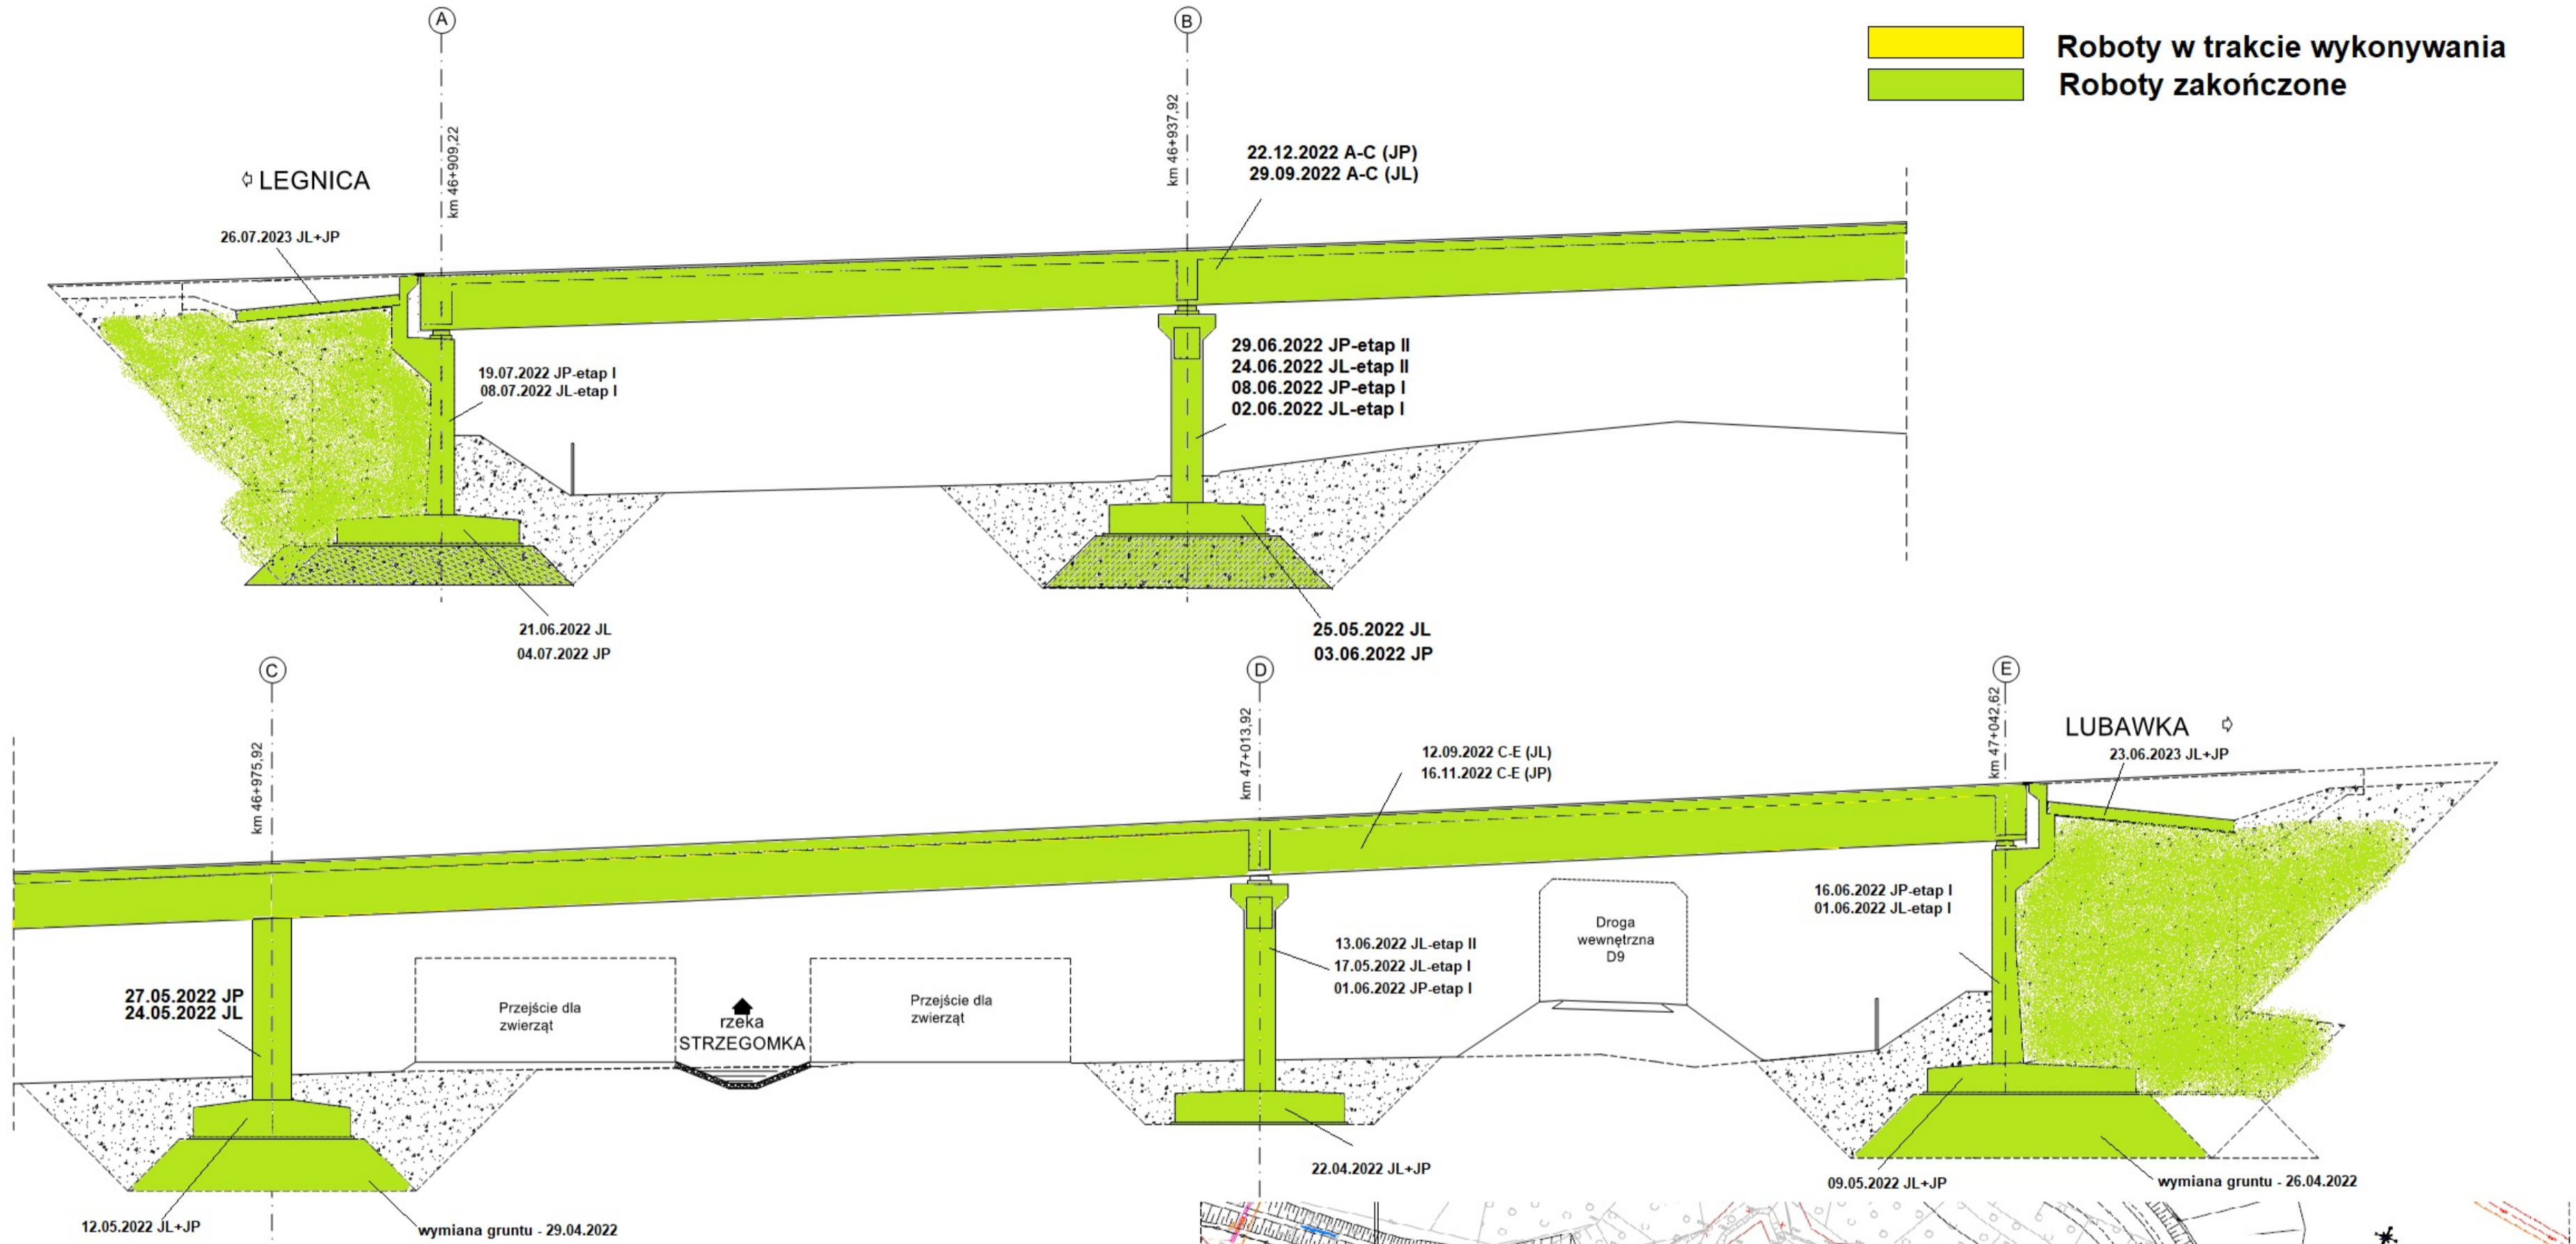 A
B
Roboty w trakcie wykonywania
Roboty zakończone
km 46+909,22
km 46+937,92
22.12.2022 A-C (JP)
29.09.2022 A-C (JL)
LEGNICA
26.07.2023 JL+JP
19.07.2022 JP-etap I
08.07.2022 JL-etap I
29.06.2022 JP-etap II
24.06.2022 JL-etap II
08.06.2022 JP-etap I
02.06.2022 JL-etap I
21.06.2022 JL
04.07.2022 JP
25.05.2022 JL
03.06.2022 JP
C
D
E
km 46+975,92
km 47+013,92
km 47+042,62
LUBAWKA
23.06.2023 JL+JP
12.09.2022 C-E (JL)
16.11.2022 C-E (JP)
16.06.2022 JP-etap I
01.06.2022 JL-etap I
Droga
wewnętrzna
D9
13.06.2022 JL-etap II
17.05.2022 JL-etap I
01.06.2022 JP-etap I
27.05.2022 JP
24.05.2022 JL
Przejście dla
zwierząt
rzeka
STRZEGOMKA
Przejście dla
zwierząt
22.04.2022 JL+JP
09.05.2022 JL+JP
wymiana gruntu - 26.04.2022
12.05.2022 JL+JP
wymiana gruntu - 29.04.2022